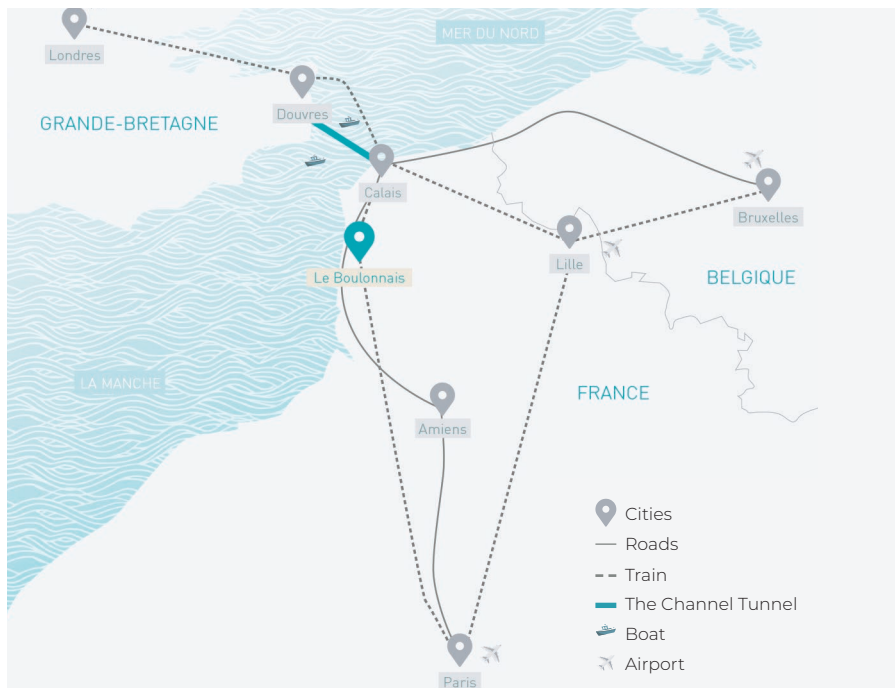 MER DU NORD
Londres
Douvres
GRANDE-BRETAGNE
Calais
Bruxelles
Lille
Le Boulonnais
BELGIQUE
LA MANCHE
FRANCE
Amiens
Cities
Roads
Train
The Channel Tunnel
Boat
Airport
Paris